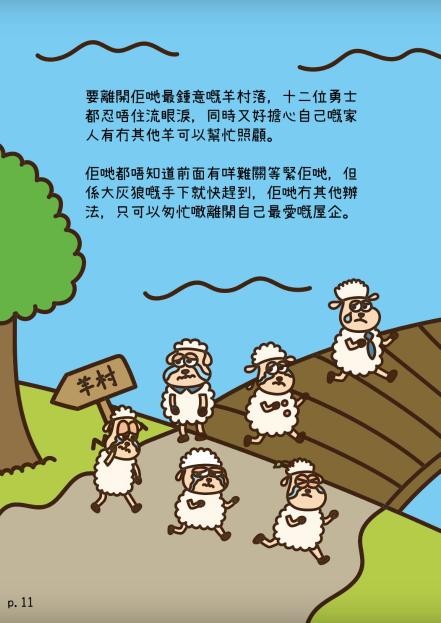 要離開佢哋最鍾意嘅羊村落，十二位勇士
都忍唔住流眼淚，同時又好擔心自己嘅家
人有冇其他羊可以幫忙照顧。
佢哋都唔知道前面有咩難關等緊佢哋，但
係大灰狼嘅手下就快趕到，佢哋冇其他辦
法，只可以匆忙噉離開自己最愛嘅屋企。
羊村
p.11